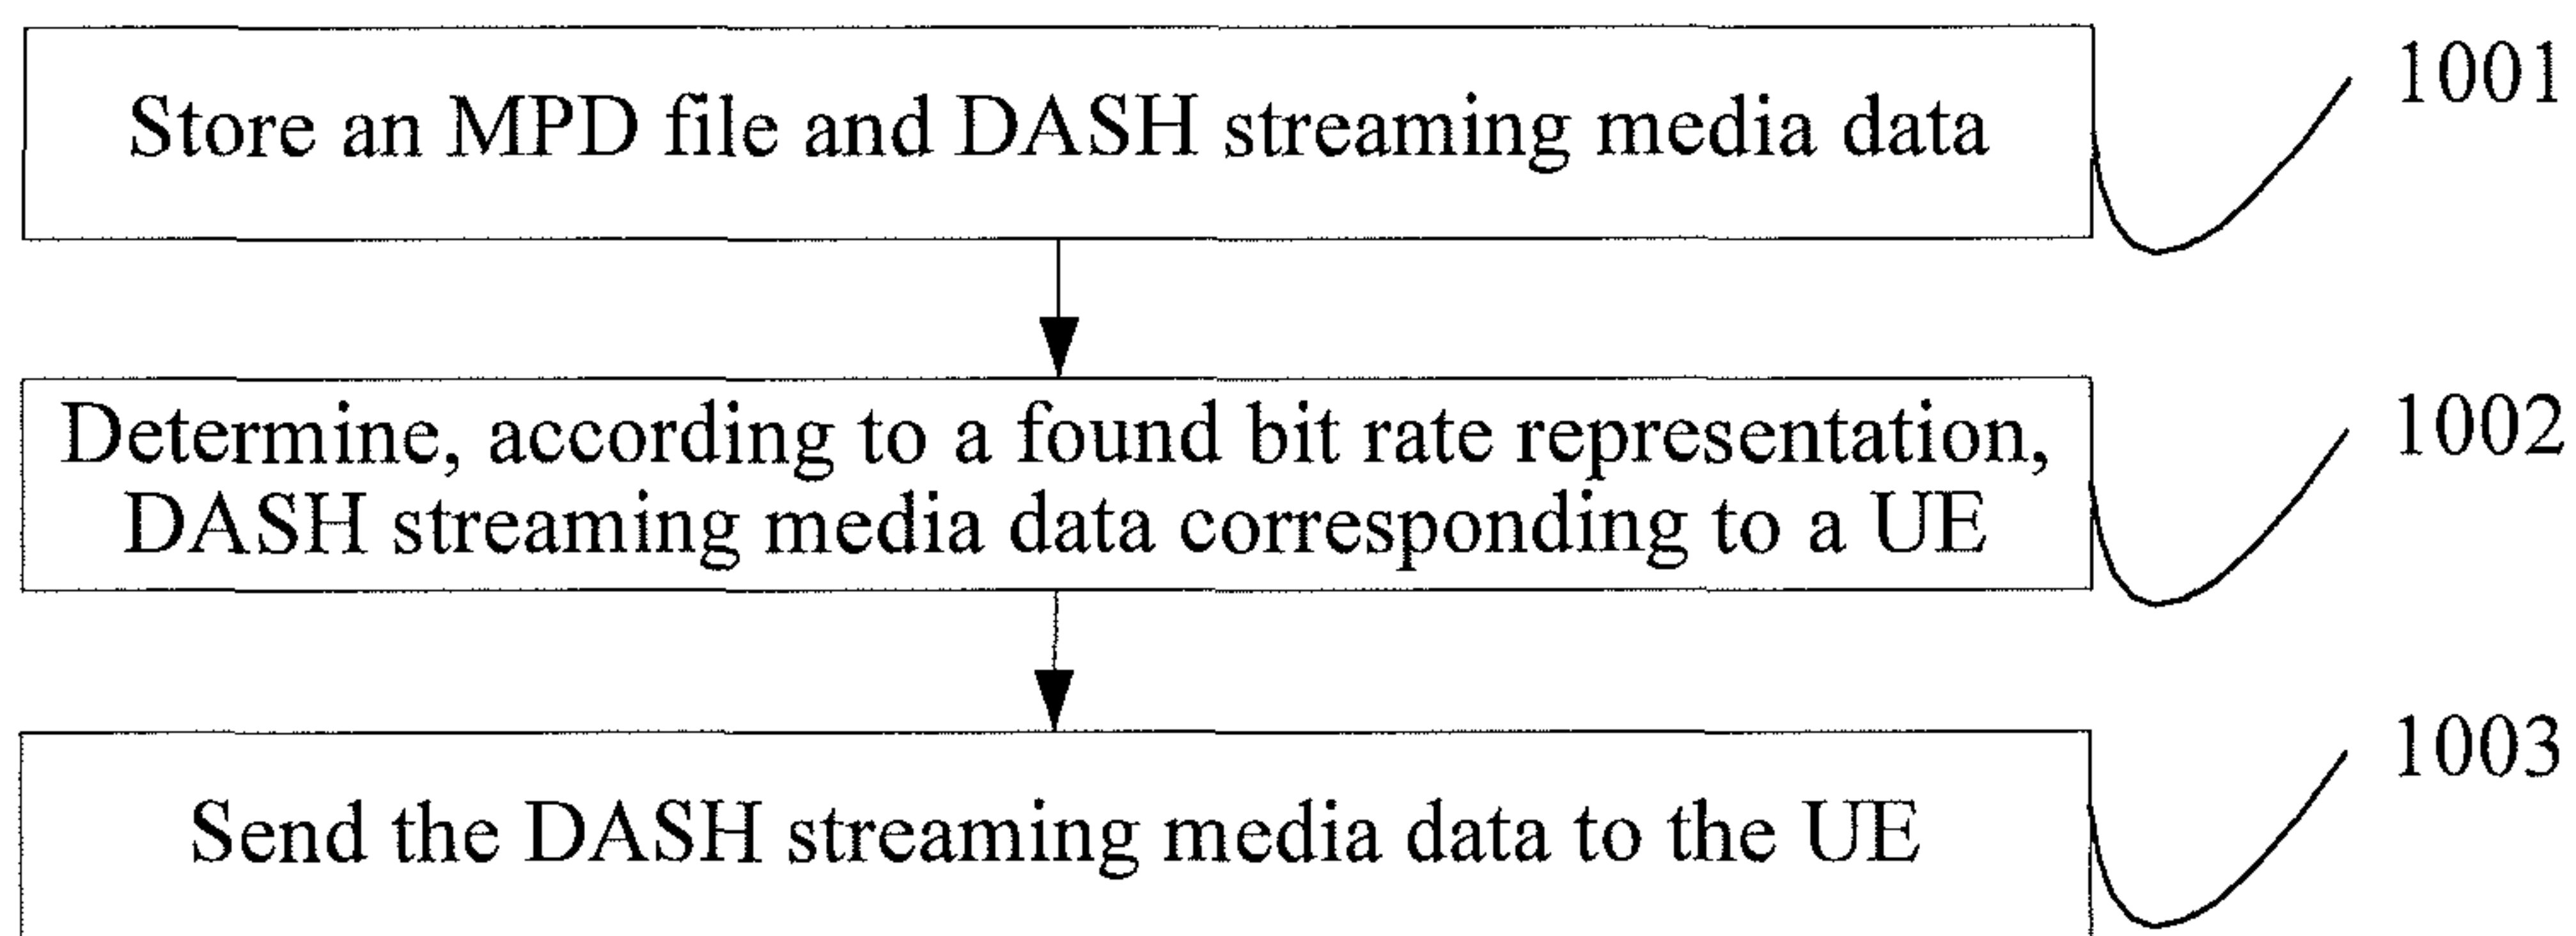 Store an MPD file and DASH streaming media data
1001
Determine, according to a found bit rate representation,
DASH streaming media data corresponding to a UE
1002
Send the DASH streaming media data to the UE
1003